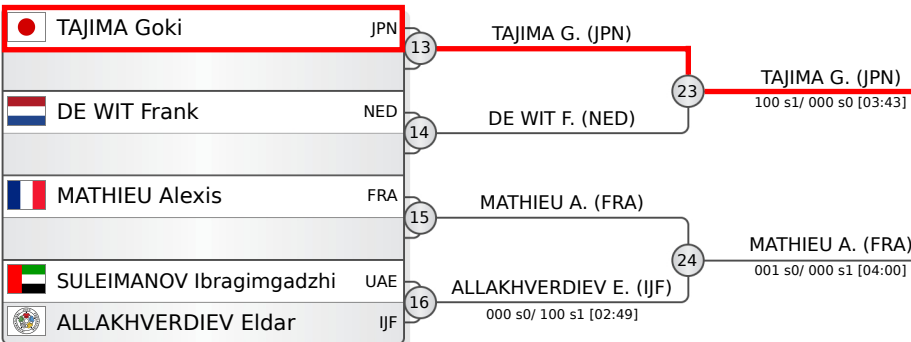 TAJIMA Goki JPN
13
TAJIMA G. (JPN)
23
TAJIMA G. (JPN)
100 s1/ 000 s0 [03:43]
DE WIT Frank NED
14
DE WIT F. (NED)
MATHIEU Alexis FRA
15
MATHIEU A. (FRA)
24
MATHIEU A. (FRA)
001 s0/ 000 s1 [04:00]
SULEIMANOV Ibragimgadzhi UAE
16
ALLAKHVERDIEV E. (IJF)
000 s0/ 100 s1 [02:49]
ALLAKHVERDIEV Eldar IJF